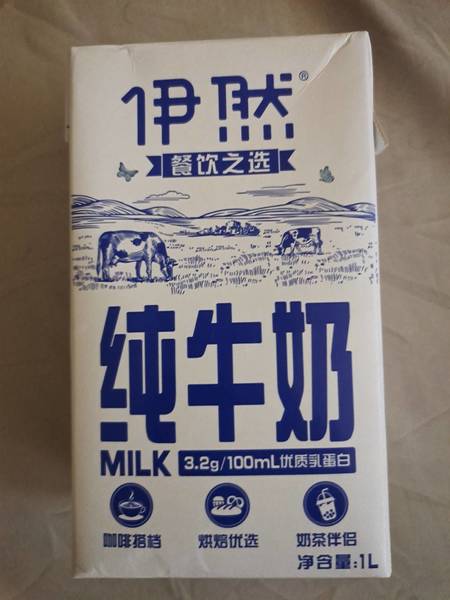 伊然®
餐饮之选
纯牛奶
MILK 3.2g/100mL优质乳蛋白
咖啡搭档 烘焙优选 奶茶伴侣
净含量:1L